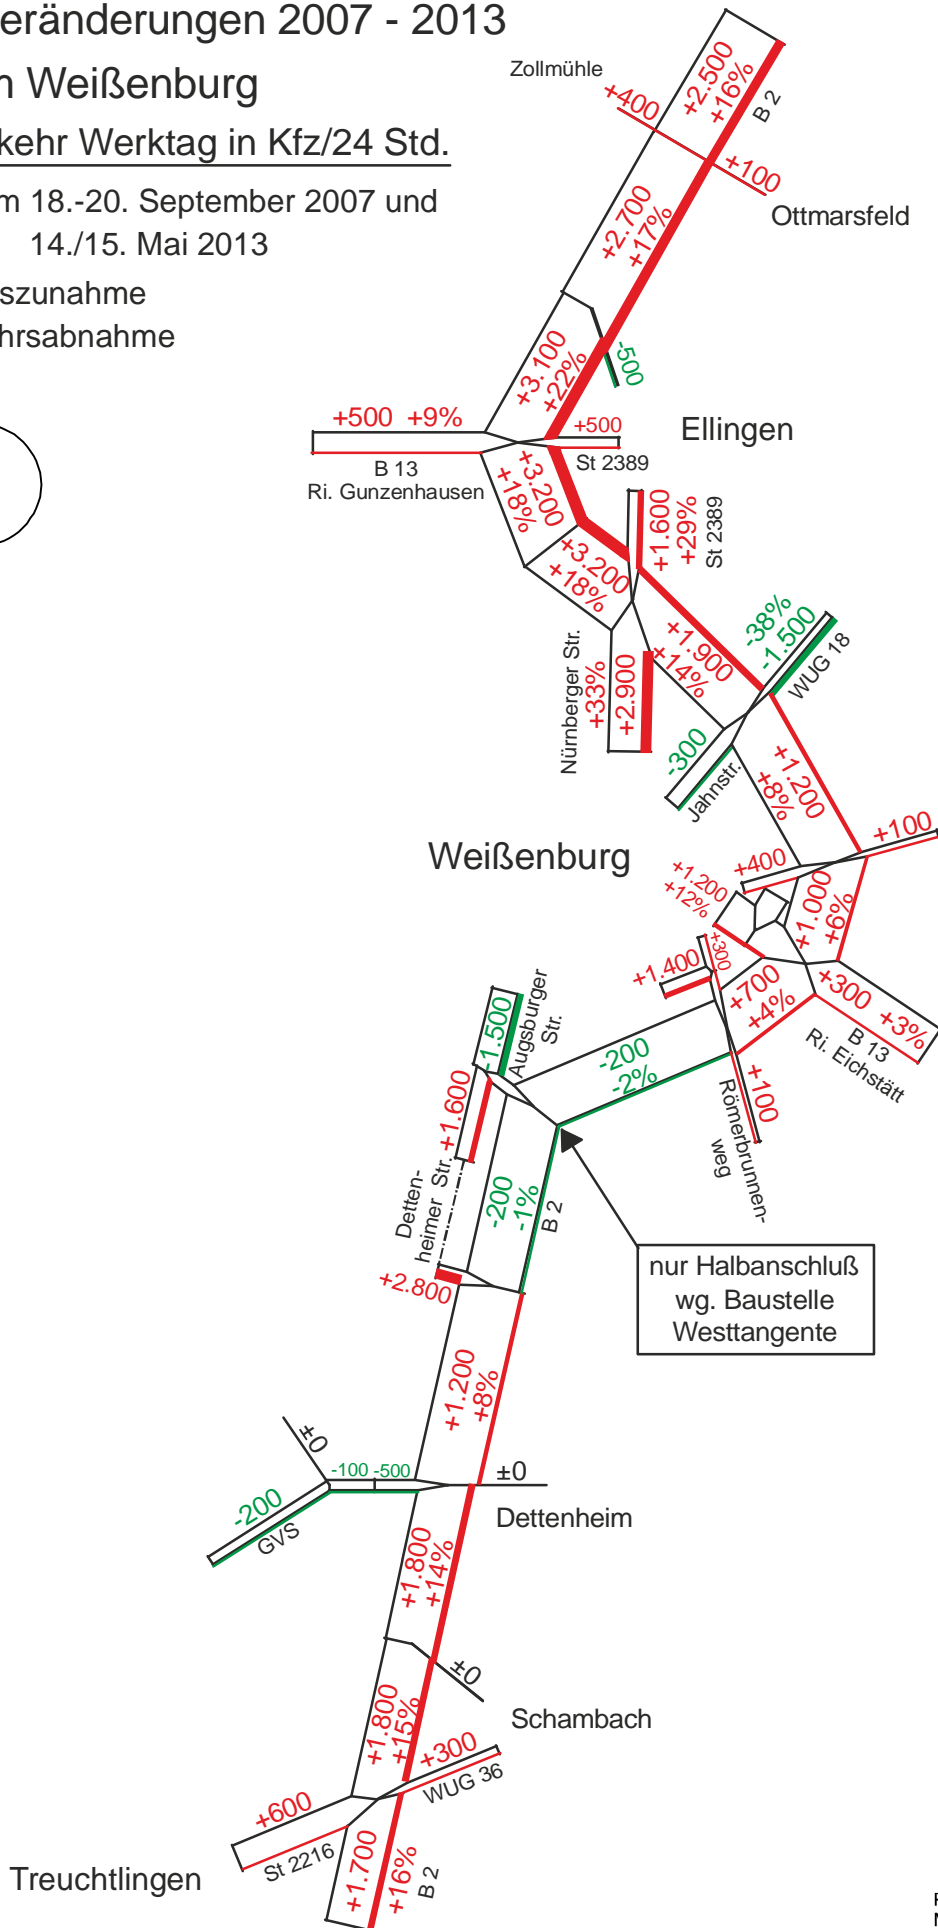 eränderungen 2007 - 2013
n Weißenburg
kehr Werktag in Kfz/24 Std.
m 18.-20. September 2007 und
14./15. Mai 2013
szunahme
hrsabnahme
Zollmühle
+400
+2.500
+16%
B 2
+100
Ottmarsfeld
+2.700
+17%
-500
+3.100
+22%
+500 +9%
B 13
Ri. Gunzenhausen
+500
St 2389
Ellingen
+3.200
+18%
+3.200
+18%
+1.600
+29%
St 2389
Nürnberger Str.
+33%
+2.900
+1.900
+14%
-38%
-1.500
WUG 18
-300
Jahnstr.
+1.200
+8%
Weißenburg
+400
+100
+1.200
+12%
+1.000
+6%
+300
+1.400
+700
+4%
+300 +3%
B 13
Ri. Eichstätt
-1.500
Augsburger
Str.
-200
-2%
+100
Römerbrunnen-
weg
+1.600
Detten-
heimer Str.
-200
-1%
B 2
nur Halbanschluß
wg. Baustelle
Westtangente
+2.800
+1.200
+8%
±0
-100 -500
±0
-200
GVS
Dettenheim
+1.800
+14%
±0
Schambach
+1.800
+15%
+300
WUG 36
+600
St 2216
Treuchtlingen
+1.700
+16%
B 2